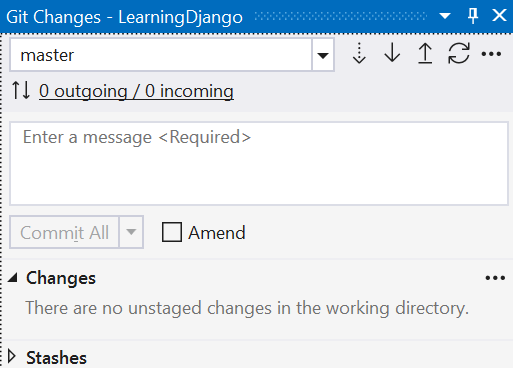 Git Changes - LearningDjango
master
0 outgoing / 0 incoming
Enter a message <Required>
Commit All
Amend
Changes
There are no unstaged changes in the working directory.
Stashes